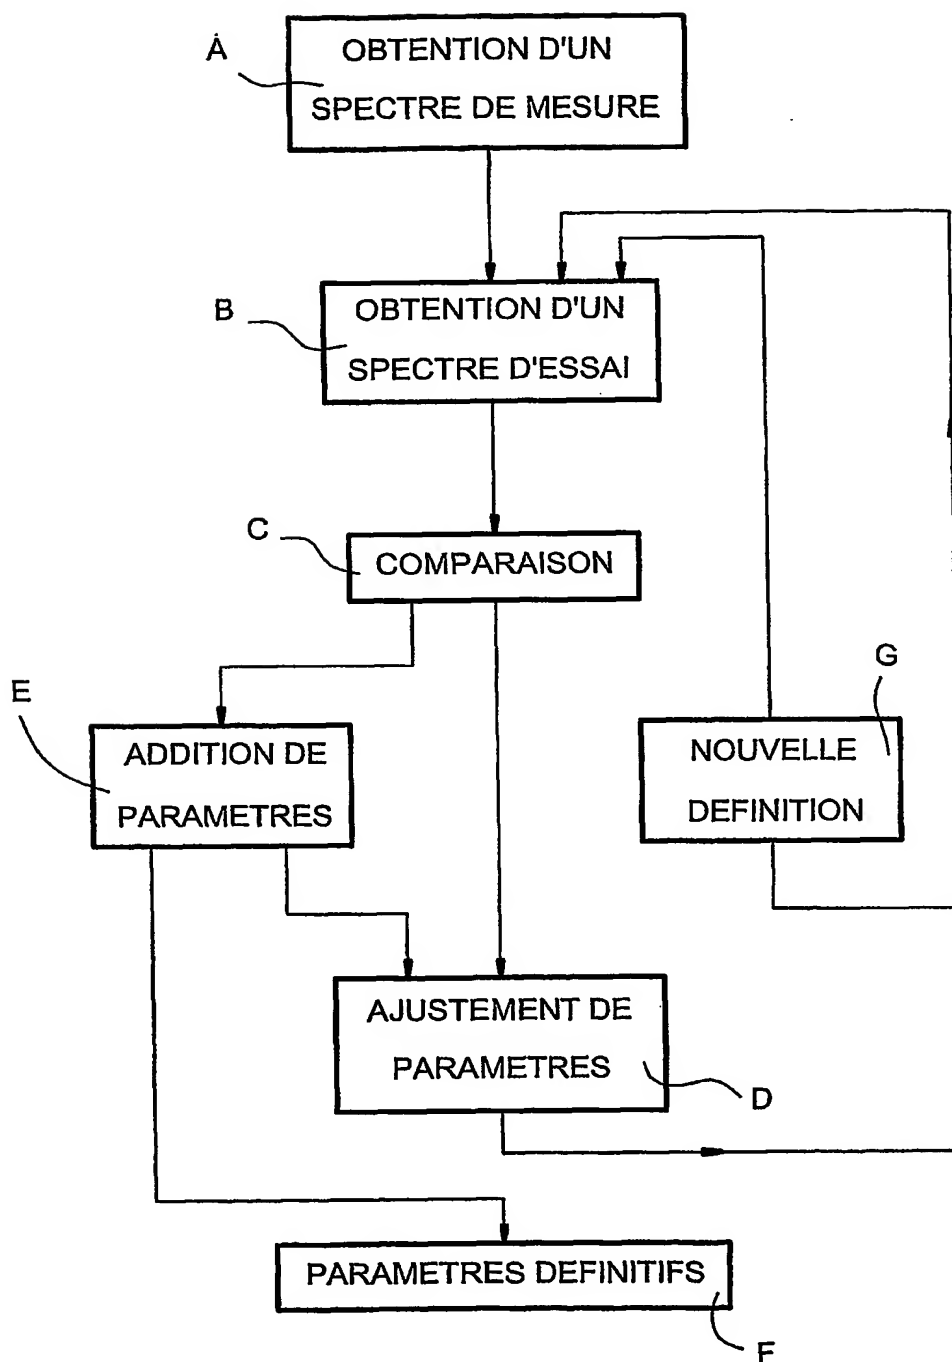 A
OBTENTION D'UN
SPECTRE DE MESURE
B
OBTENTION D'UN
SPECTRE D'ESSAI
C
COMPARAISON
E
ADDITION DE
PARAMETRES
G
NOUVELLE
DEFINITION
AJUSTEMENT DE
PARAMETRES
D
PARAMETRES DEFINITIFS
F